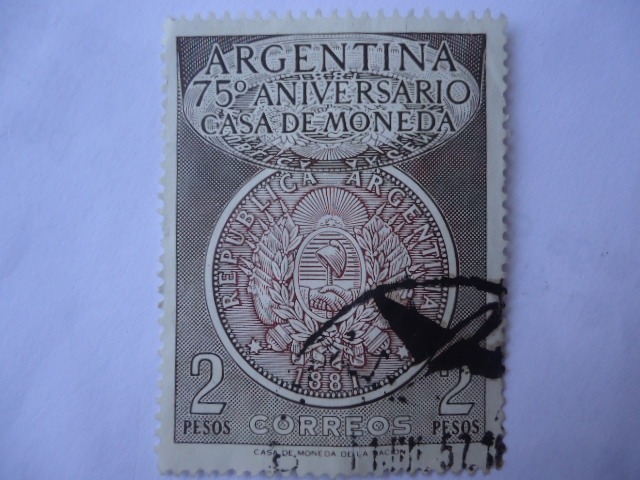 ARGENTINA
75º ANIVERSARIO
CASA DE MONEDA
REPUBLICA ARGENTINA
1881
2 2
PESOS PESOS
CORREOS
CASA DE MONEDA DE LA NACION
57